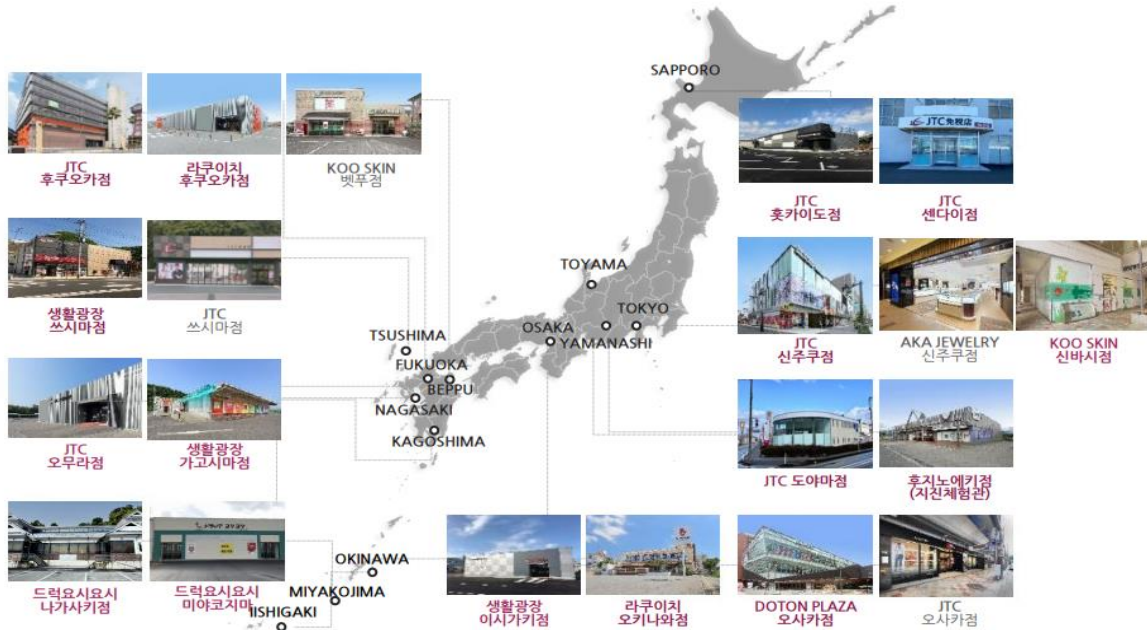 SAPPORO
JTC
후쿠오카점
라쿠이치
후쿠오카점
KOO SKIN
벳푸점
JTC
홋카이도점
JTC
센다이점
JTC免税店
생활광장
쓰시마점
JTC
쓰시마점
TOYAMA
TOKYO
OSAKA
YAMANASHI
TSUSHIMA
FUKUOKA
BEPPU
NAGASAKI
KAGOSHIMA
JTC
신주쿠점
AKA JEWELRY
신주쿠점
KOO SKIN
신바시점
JTC
오무라점
생활광장
가고시마점
JTC 도야마점
후지노에키점
(지진체험관)
드럭요시요시
나가사키점
드럭요시요시
미야코지마
OKINAWA
MIYAKOJIMA
IISHIGAKI
생활광장
이시가키점
라쿠이치
오키나와점
DOTON PLAZA
오사카점
JTC
오사카점